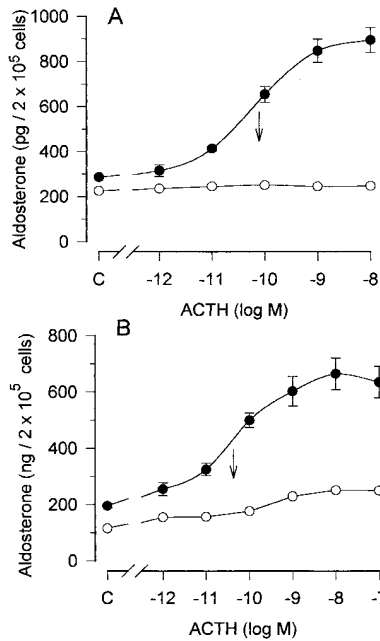 A
Aldosterone (pg / 2 x 10⁵ cells)
1000
800
600
400
200
0
C
-12
-11
-10
-9
-8
ACTH (log M)
B
Aldosterone (ng / 2 x 10⁵ cells)
800
600
400
200
0
C
-12
-11
-10
-9
-8
-7
ACTH (log M)